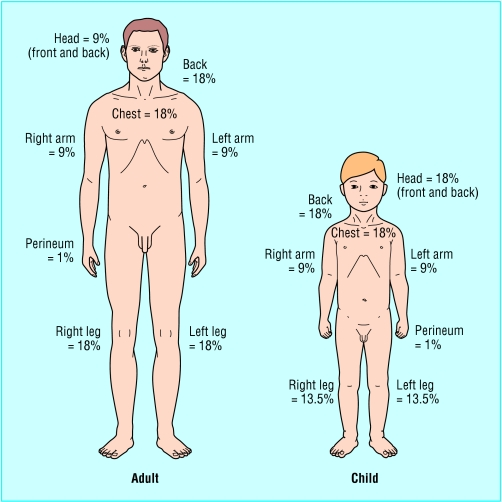 Head = 9%
(front and back)
Back
= 18%
Chest = 18%
Right arm
= 9%
Left arm
= 9%
Perineum
= 1%
Right leg
= 18%
Left leg
= 18%
Adult
Head = 18%
(front and back)
Back
= 18%
Chest = 18%
Right arm
= 9%
Left arm
= 9%
Perineum
= 1%
Right leg
= 13.5%
Left leg
= 13.5%
Child